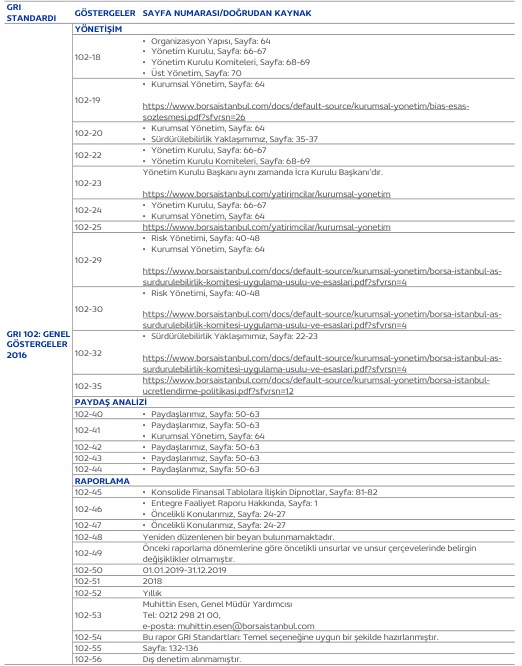 GRI
STANDARDI
GÖSTERGELER SAYFA NUMARASI/DOĞRUDAN KAYNAK
YÖNETİŞİM
102-18
• Organizasyon Yapısı, Sayfa: 64
• Yönetim Kurulu, Sayfa: 66-67
• Yönetim Kurulu Komiteleri, Sayfa: 68-69
• Üst Yönetim, Sayfa: 70
102-19
• Kurumsal Yönetim, Sayfa: 64
https://www.borsaistanbul.com/docs/default-source/kurumsal-yonetim/bias-esas-
sozlesmesi.pdf?sfvrsn=26
102-20
• Kurumsal Yönetim, Sayfa: 64
• Sürdürülebilirlik Yaklaşımımız, Sayfa: 35-37
102-22
• Yönetim Kurulu, Sayfa: 66-67
• Yönetim Kurulu Komiteleri, Sayfa: 68-69
102-23
Yönetim Kurulu Başkanı aynı zamanda İcra Kurulu Başkanı'dır.
https://www.borsaistanbul.com/yatirimcilar/kurumsal-yonetim
102-24
• Yönetim Kurulu, Sayfa: 66-67
• Kurumsal Yönetim, Sayfa: 64
102-25 https://www.borsaistanbul.com/yatirimcilar/kurumsal-yonetim
102-29
• Risk Yönetimi, Sayfa: 40-48
• Kurumsal Yönetim, Sayfa: 64
https://www.borsaistanbul.com/docs/default-source/kurumsal-yonetim/borsa-istanbul-as-
surdurulebilirlik-komitesi-uygulama-usulu-ve-esaslari.pdf?sfvrsn=4
102-30
• Risk Yönetimi, Sayfa: 40-48
https://www.borsaistanbul.com/docs/default-source/kurumsal-yonetim/borsa-istanbul-as-
surdurulebilirlik-komitesi-uygulama-usulu-ve-esaslari.pdf?sfvrsn=4
GRI 102: GENEL
GÖSTERGELER
2016
102-32
• Sürdürülebilirlik Yaklaşımımız, Sayfa: 22-23
https://www.borsaistanbul.com/docs/default-source/kurumsal-yonetim/borsa-istanbul-as-
surdurulebilirlik-komitesi-uygulama-usulu-ve-esaslari.pdf?sfvrsn=4
102-35
https://www.borsaistanbul.com/docs/default-source/kurumsal-yonetim/borsa-istanbul-
ucretlendirme-politikasi.pdf?sfvrsn=12
PAYDAŞ ANALİZİ
102-40 • Paydaşlarımız, Sayfa: 50-63
102-41
• Paydaşlarımız, Sayfa: 50-63
• Kurumsal Yönetim, Sayfa: 64
102-42 • Paydaşlarımız, Sayfa: 50-63
102-43 • Paydaşlarımız, Sayfa: 50-63
102-44 • Paydaşlarımız, Sayfa: 50-63
RAPORLAMA
102-45 • Konsolide Finansal Tablolara İlişkin Dipnotlar, Sayfa: 81-82
102-46
• Entegre Faaliyet Raporu Hakkında, Sayfa: 1
• Öncelikli Konularımız, Sayfa: 24-27
102-47 • Öncelikli Konularımız, Sayfa: 24-27
102-48 Yeniden düzenlenen bir beyan bulunmamaktadır.
102-49
Önceki raporlama dönemlerine göre öncelikli unsurlar ve unsur çerçevelerinde belirgin
değişiklikler olmamıştır.
102-50 01.01.2019-31.12.2019
102-51 2018
102-52 Yıllık
102-53
Muhittin Esen, Genel Müdür Yardımcısı
Tel: 0212 298 21 00,
e-posta: muhittin.esen@borsaistanbul.com
102-54 Bu rapor GRI Standartları: Temel seçeneğine uygun bir şekilde hazırlanmıştır.
102-55 Sayfa: 132-136
102-56 Dış denetim alınmamıştır.